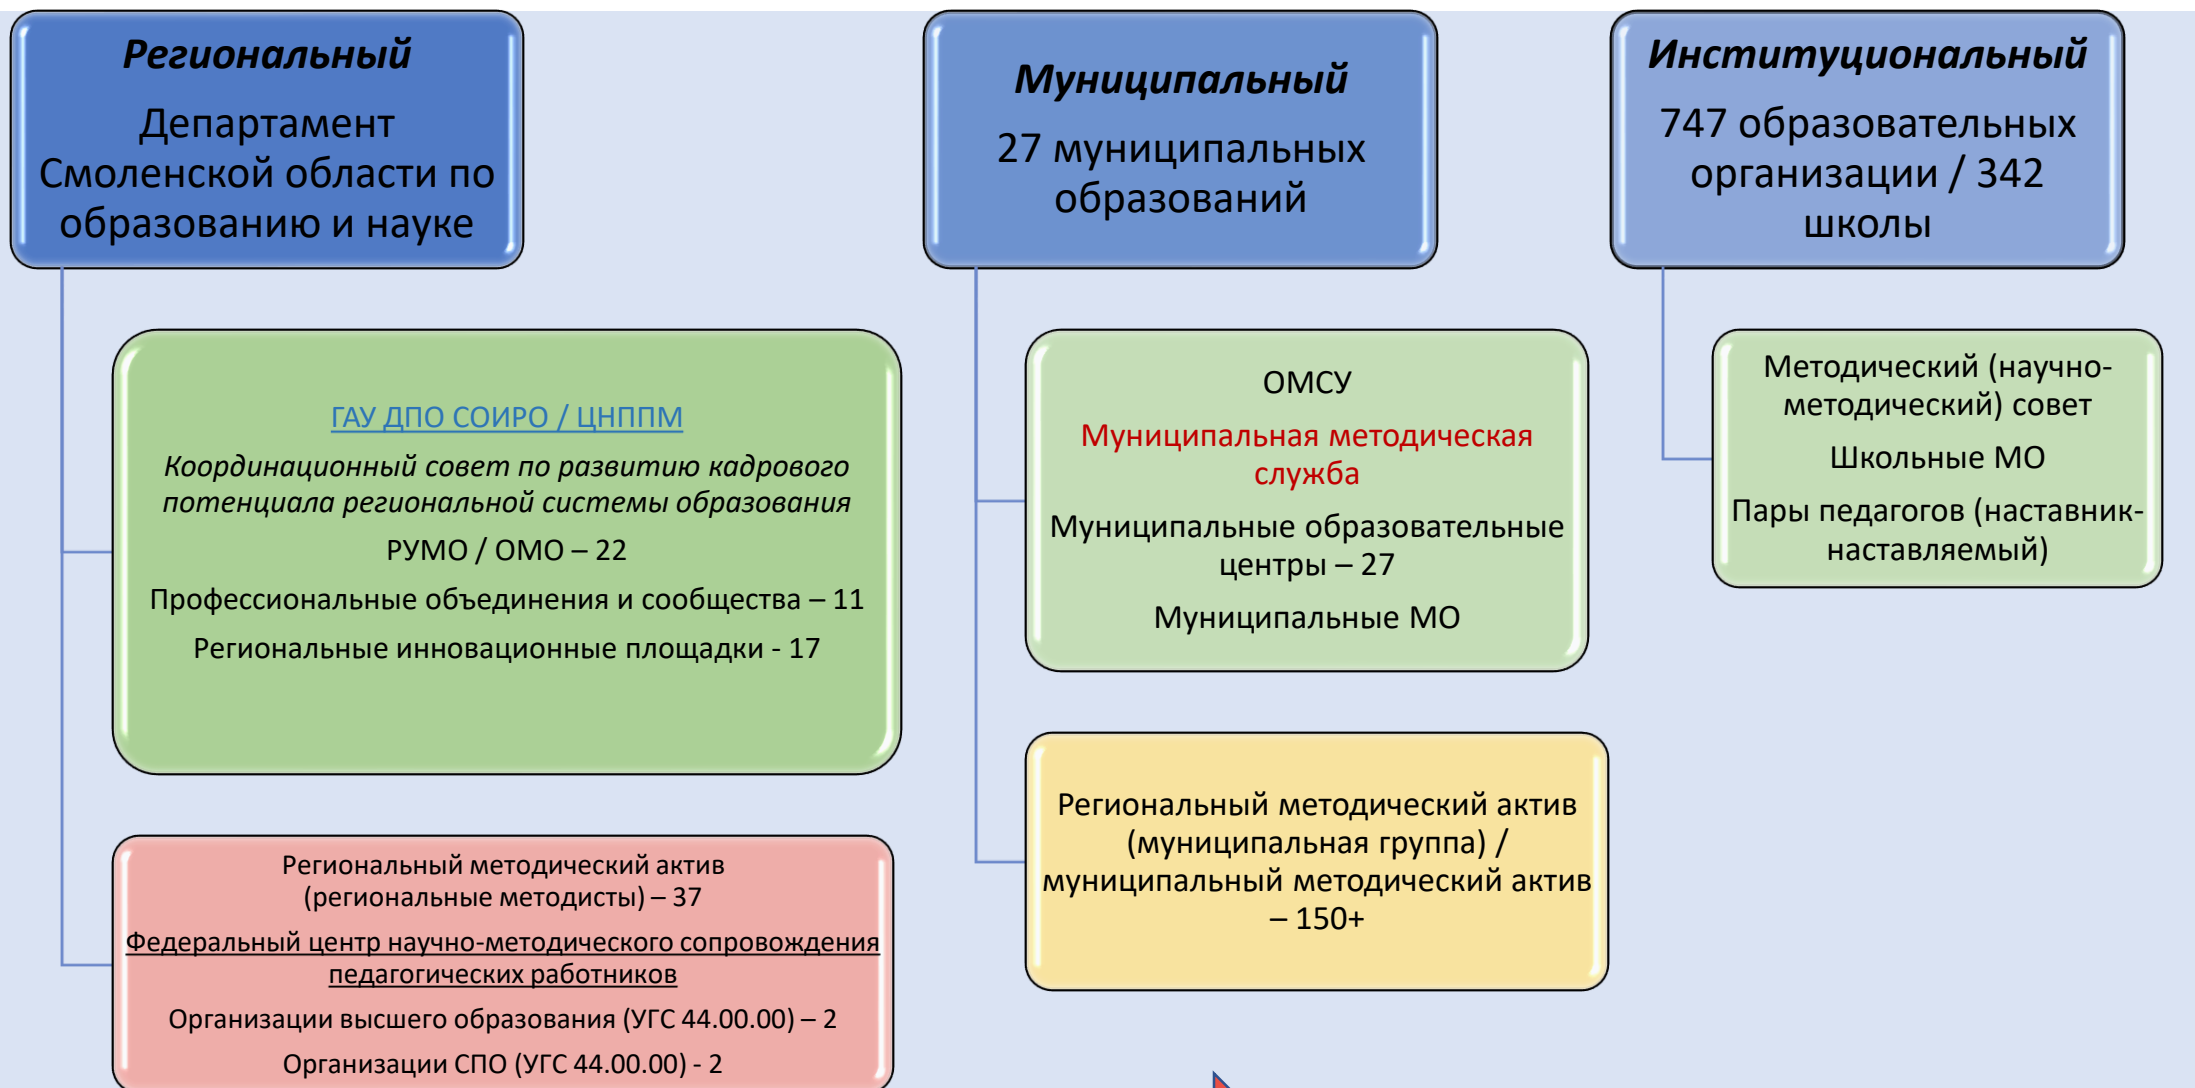 Региональный
Департамент
Смоленской области по
образованию и науке
ГАУ ДПО СОИРО / ЦНППМ
Координационный совет по развитию кадрового
потенциала региональной системы образования
РУМО / ОМО – 22
Профессиональные объединения и сообщества – 11
Региональные инновационные площадки - 17
Региональный методический актив
(региональные методисты) – 37
Федеральный центр научно-методического сопровождения
педагогических работников
Организации высшего образования (УГС 44.00.00) – 2
Организации СПО (УГС 44.00.00) - 2
Муниципальный
27 муниципальных
образований
ОМСУ
Муниципальная методическая
служба
Муниципальные образовательные
центры – 27
Муниципальные МО
Региональный методический актив
(муниципальная группа) /
муниципальный методический актив
– 150+
Институциональный
747 образовательных
организации / 342
школы
Методический (научно-
методический) совет
Школьные МО
Пары педагогов (наставник-
наставляемый)